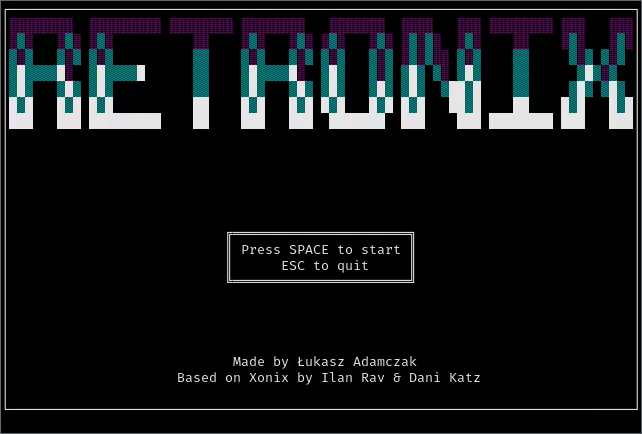 RETRONIX
Press SPACE to start
ESC to quit
Made by Łukasz Adamczak
Based on Xonix by Ilan Rav & Dani Katz